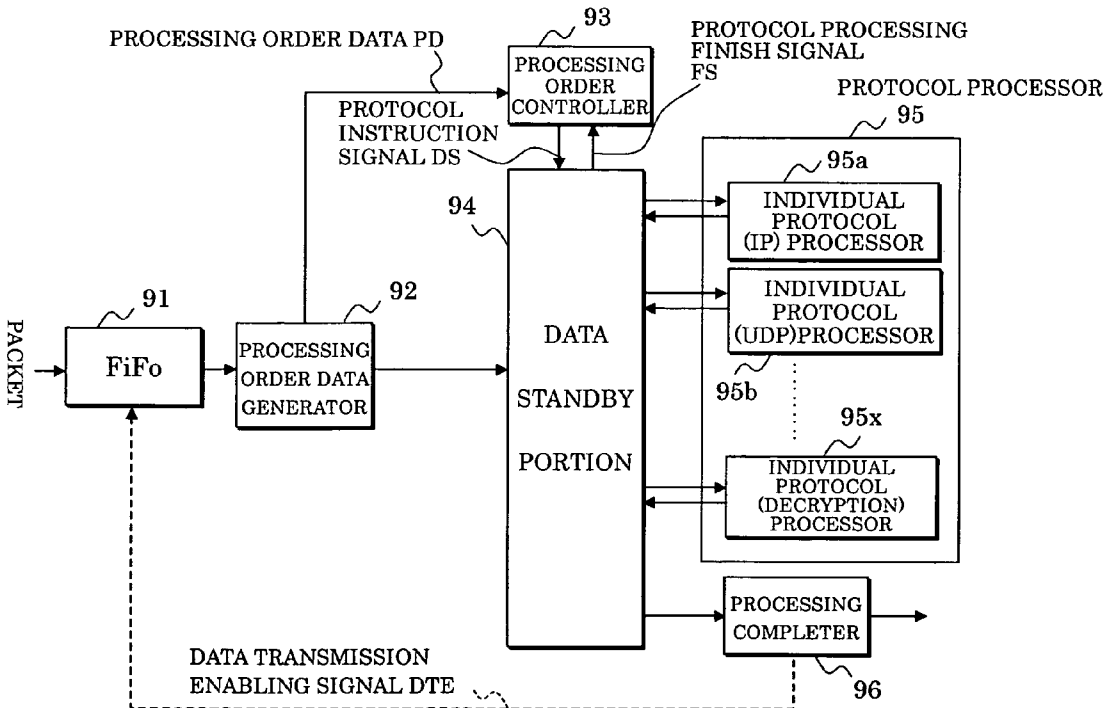 93
PROCESSING ORDER DATA PD
PROTOCOL PROCESSING
FINISH SIGNAL
FS
PROCESSING
ORDER
CONTROLLER
PROTOCOL
INSTRUCTION
SIGNAL DS
PROTOCOL PROCESSOR
95
95a
INDIVIDUAL
PROTOCOL
(IP) PROCESSOR
94
INDIVIDUAL
PROTOCOL
(UDP)PROCESSOR
95b
91
92
PACKET
FiFo
PROCESSING
ORDER DATA
GENERATOR
DATA
STANDBY
PORTION
95x
INDIVIDUAL
PROTOCOL
(DECRYPTION)
PROCESSOR
PROCESSING
COMPLETER
96
DATA TRANSMISSION
ENABLING SIGNAL DTE